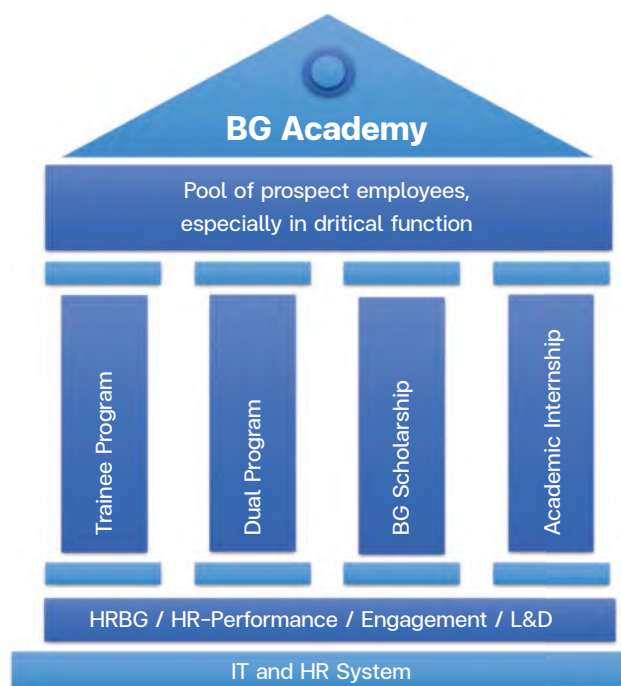 BG Academy
Pool of prospect employees,
especially in dritical function
Trainee Program
Dual Program
BG Scholarship
Academic Internship
HRBG / HR-Performance / Engagement / L&D
IT and HR System